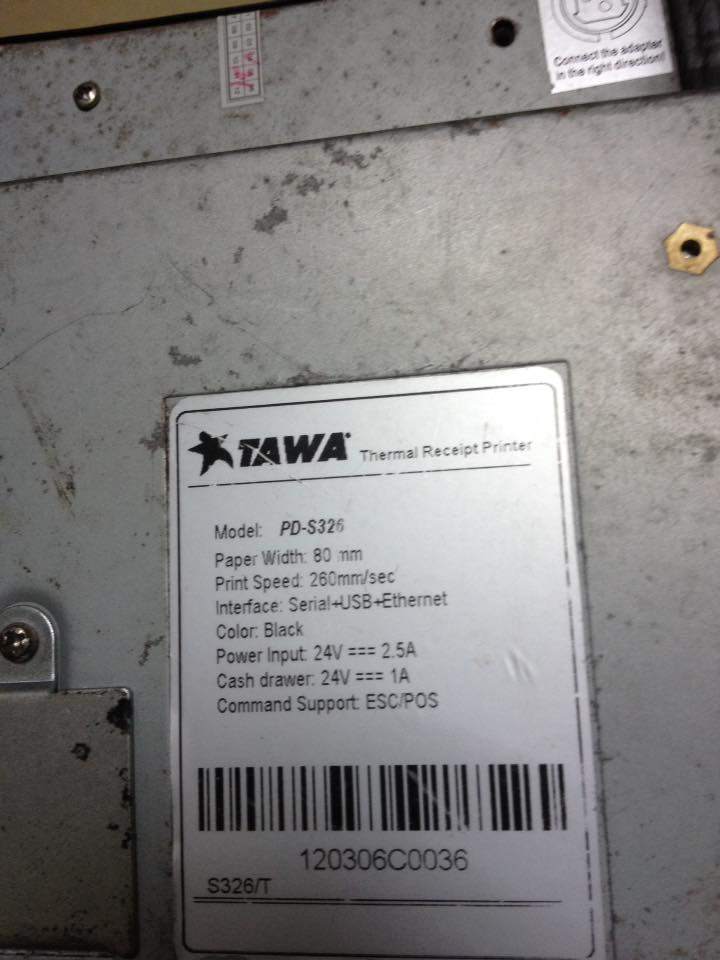 Connect the adapter
in the right direction!
TAWA Thermal Receipt Printer
Model: PD-S326
Paper Width: 80 mm
Print Speed: 260mm/sec
Interface: Serial+USB+Ethernet
Color: Black
Power Input: 24V === 2.5A
Cash drawer: 24V === 1A
Command Support: ESC/POS
120306C0036
S326/T